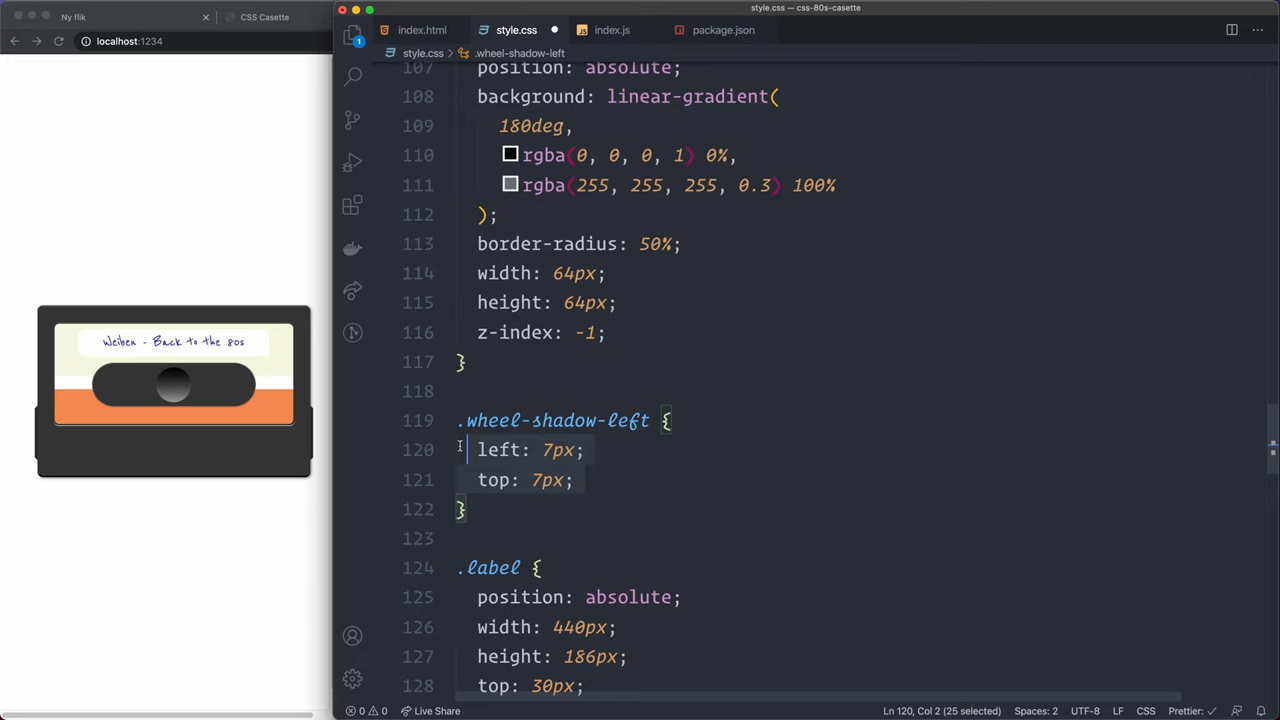 style.css — css-80s-casette
Ny flik
CSS Casette
index.html
style.css
index.js
package.json
localhost:1234
style.css
.wheel-shadow-left
1
107 position: absolute;
108 background: linear-gradient(
109 180deg,
110 rgba(0, 0, 0, 1) 0%,
111 rgba(255, 255, 255, 0.3) 100%
112 );
113 border-radius: 50%;
114 width: 64px;
115 height: 64px;
116 z-index: -1;
117 }
118
119 .wheel-shadow-left {
120 left: 7px;
121 top: 7px;
122 }
123
124 .label {
125 position: absolute;
126 width: 440px;
127 height: 186px;
128 top: 30px;
Weiben - Back to the 80s
0 0 Live Share Ln 120, Col 2 (25 selected) Spaces: 2 UTF-8 LF CSS Prettier: ✓